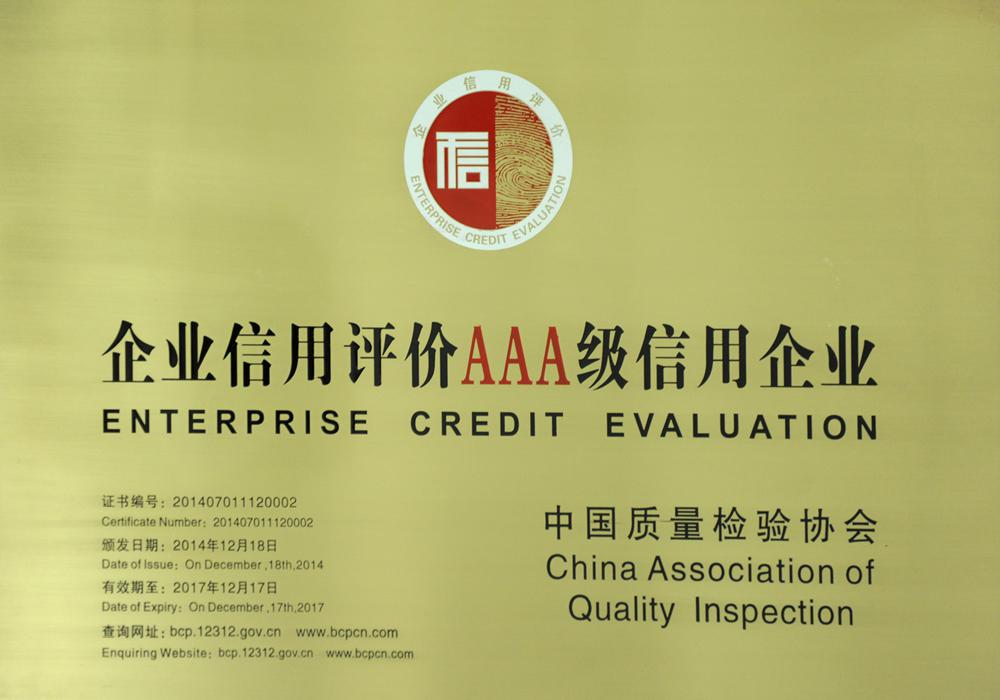 企业信用评价
信
ENTERPRISE CREDIT EVALUATION
企业信用评价AAA级信用企业
ENTERPRISE CREDIT EVALUATION
证书编号：201407011120002
Certificate Number：201407011120002
颁发日期：2014年12月18日
Date of Issue：On December ,18th,2014
有效期至：2017年12月17日
Date of Expiry：On December ,17th,2017
查询网址：bcp.12312.gov.cn www.bcpcn.com
Enquiring Website：bcp.12312.gov.cn www.bcpcn.com
中国质量检验协会
China Association of
Quality Inspection